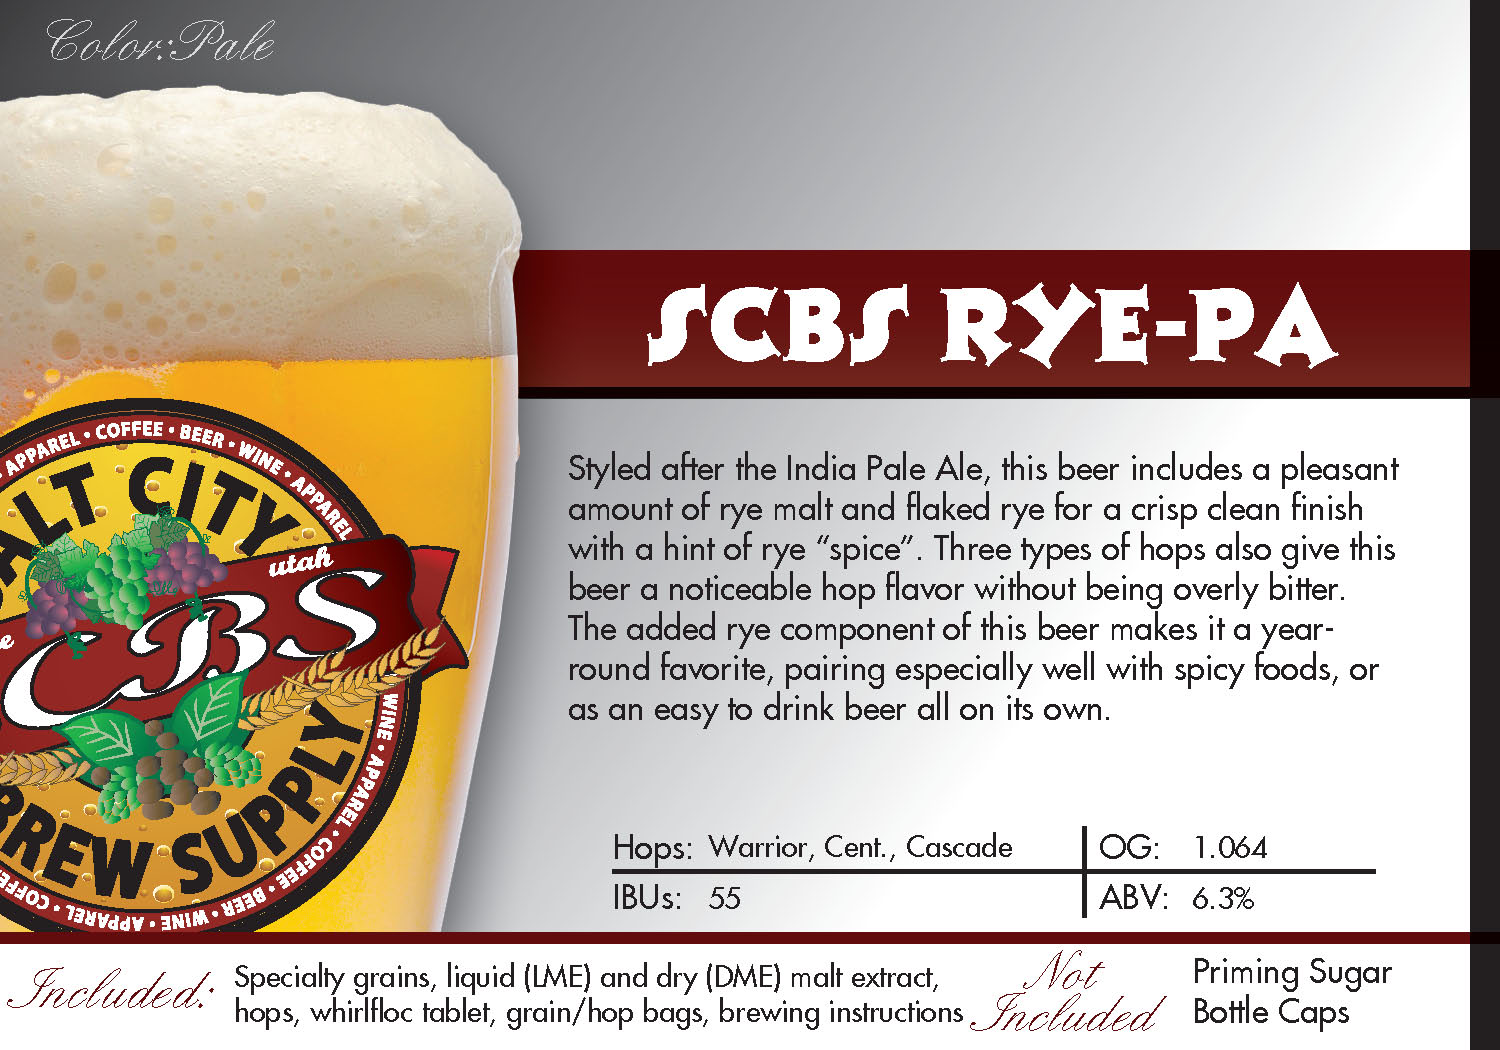 Color: Pale
SCBS RYE-PA
APPAREL • COFFEE • BEER • WINE • APPAREL
ALT CITY
utah
CBS
BREW SUPPLY
WINE • APPAREL • COFFEE • BEER • WINE • APPAREL • COFFEE
Styled after the India Pale Ale, this beer includes a pleasant
amount of rye malt and flaked rye for a crisp clean finish
with a hint of rye “spice”. Three types of hops also give this
beer a noticeable hop flavor without being overly bitter.
The added rye component of this beer makes it a year-
round favorite, pairing especially well with spicy foods, or
as an easy to drink beer all on its own.
Hops: Warrior, Cent., Cascade OG: 1.064
IBUs: 55 ABV: 6.3%
Included: Specialty grains, liquid (LME) and dry (DME) malt extract,
hops, whirlfloc tablet, grain/hop bags, brewing instructions
Not
Included
Priming Sugar
Bottle Caps